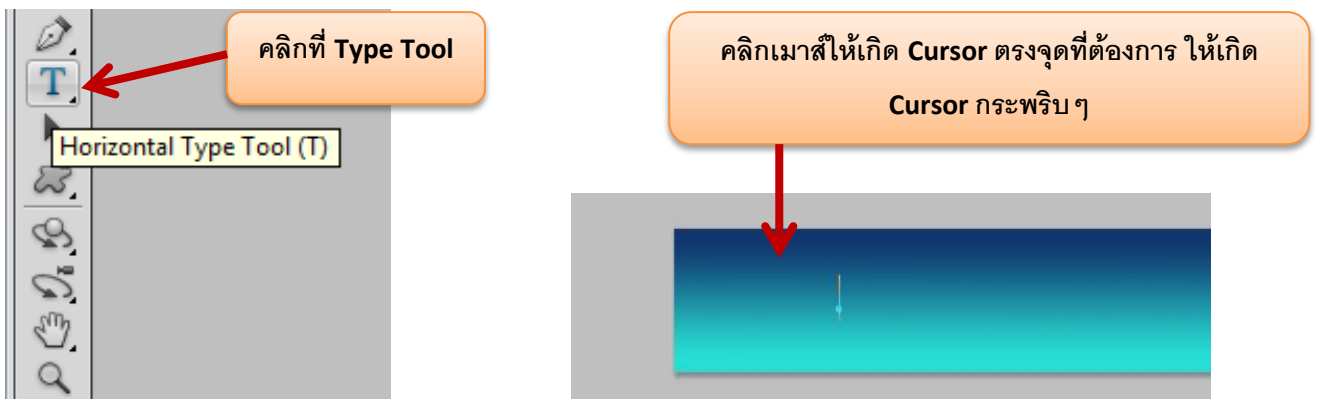 คลิกที่ Type Tool
คลิกเมาส์ให้เกิด Cursor ตรงจุดที่ต้องการ ให้เกิด
Cursor กระพริบๆ
T
Horizontal Type Tool (T)